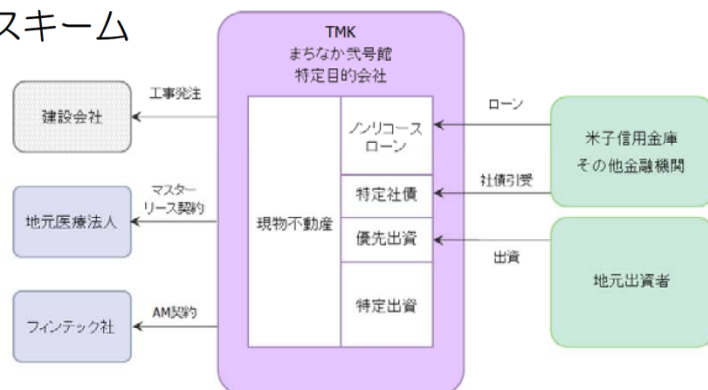 スキーム
TMK
まちなか弐号館
特定目的会社
建設会社
工事発注
地元医療法人
マスター
リース契約
フィンテック社
AM契約
現物不動産
ノンリコース
ローン
特定社債
優先出資
特定出資
ローン
社債引受
出資
米子信用金庫
その他金融機関
地元出資者